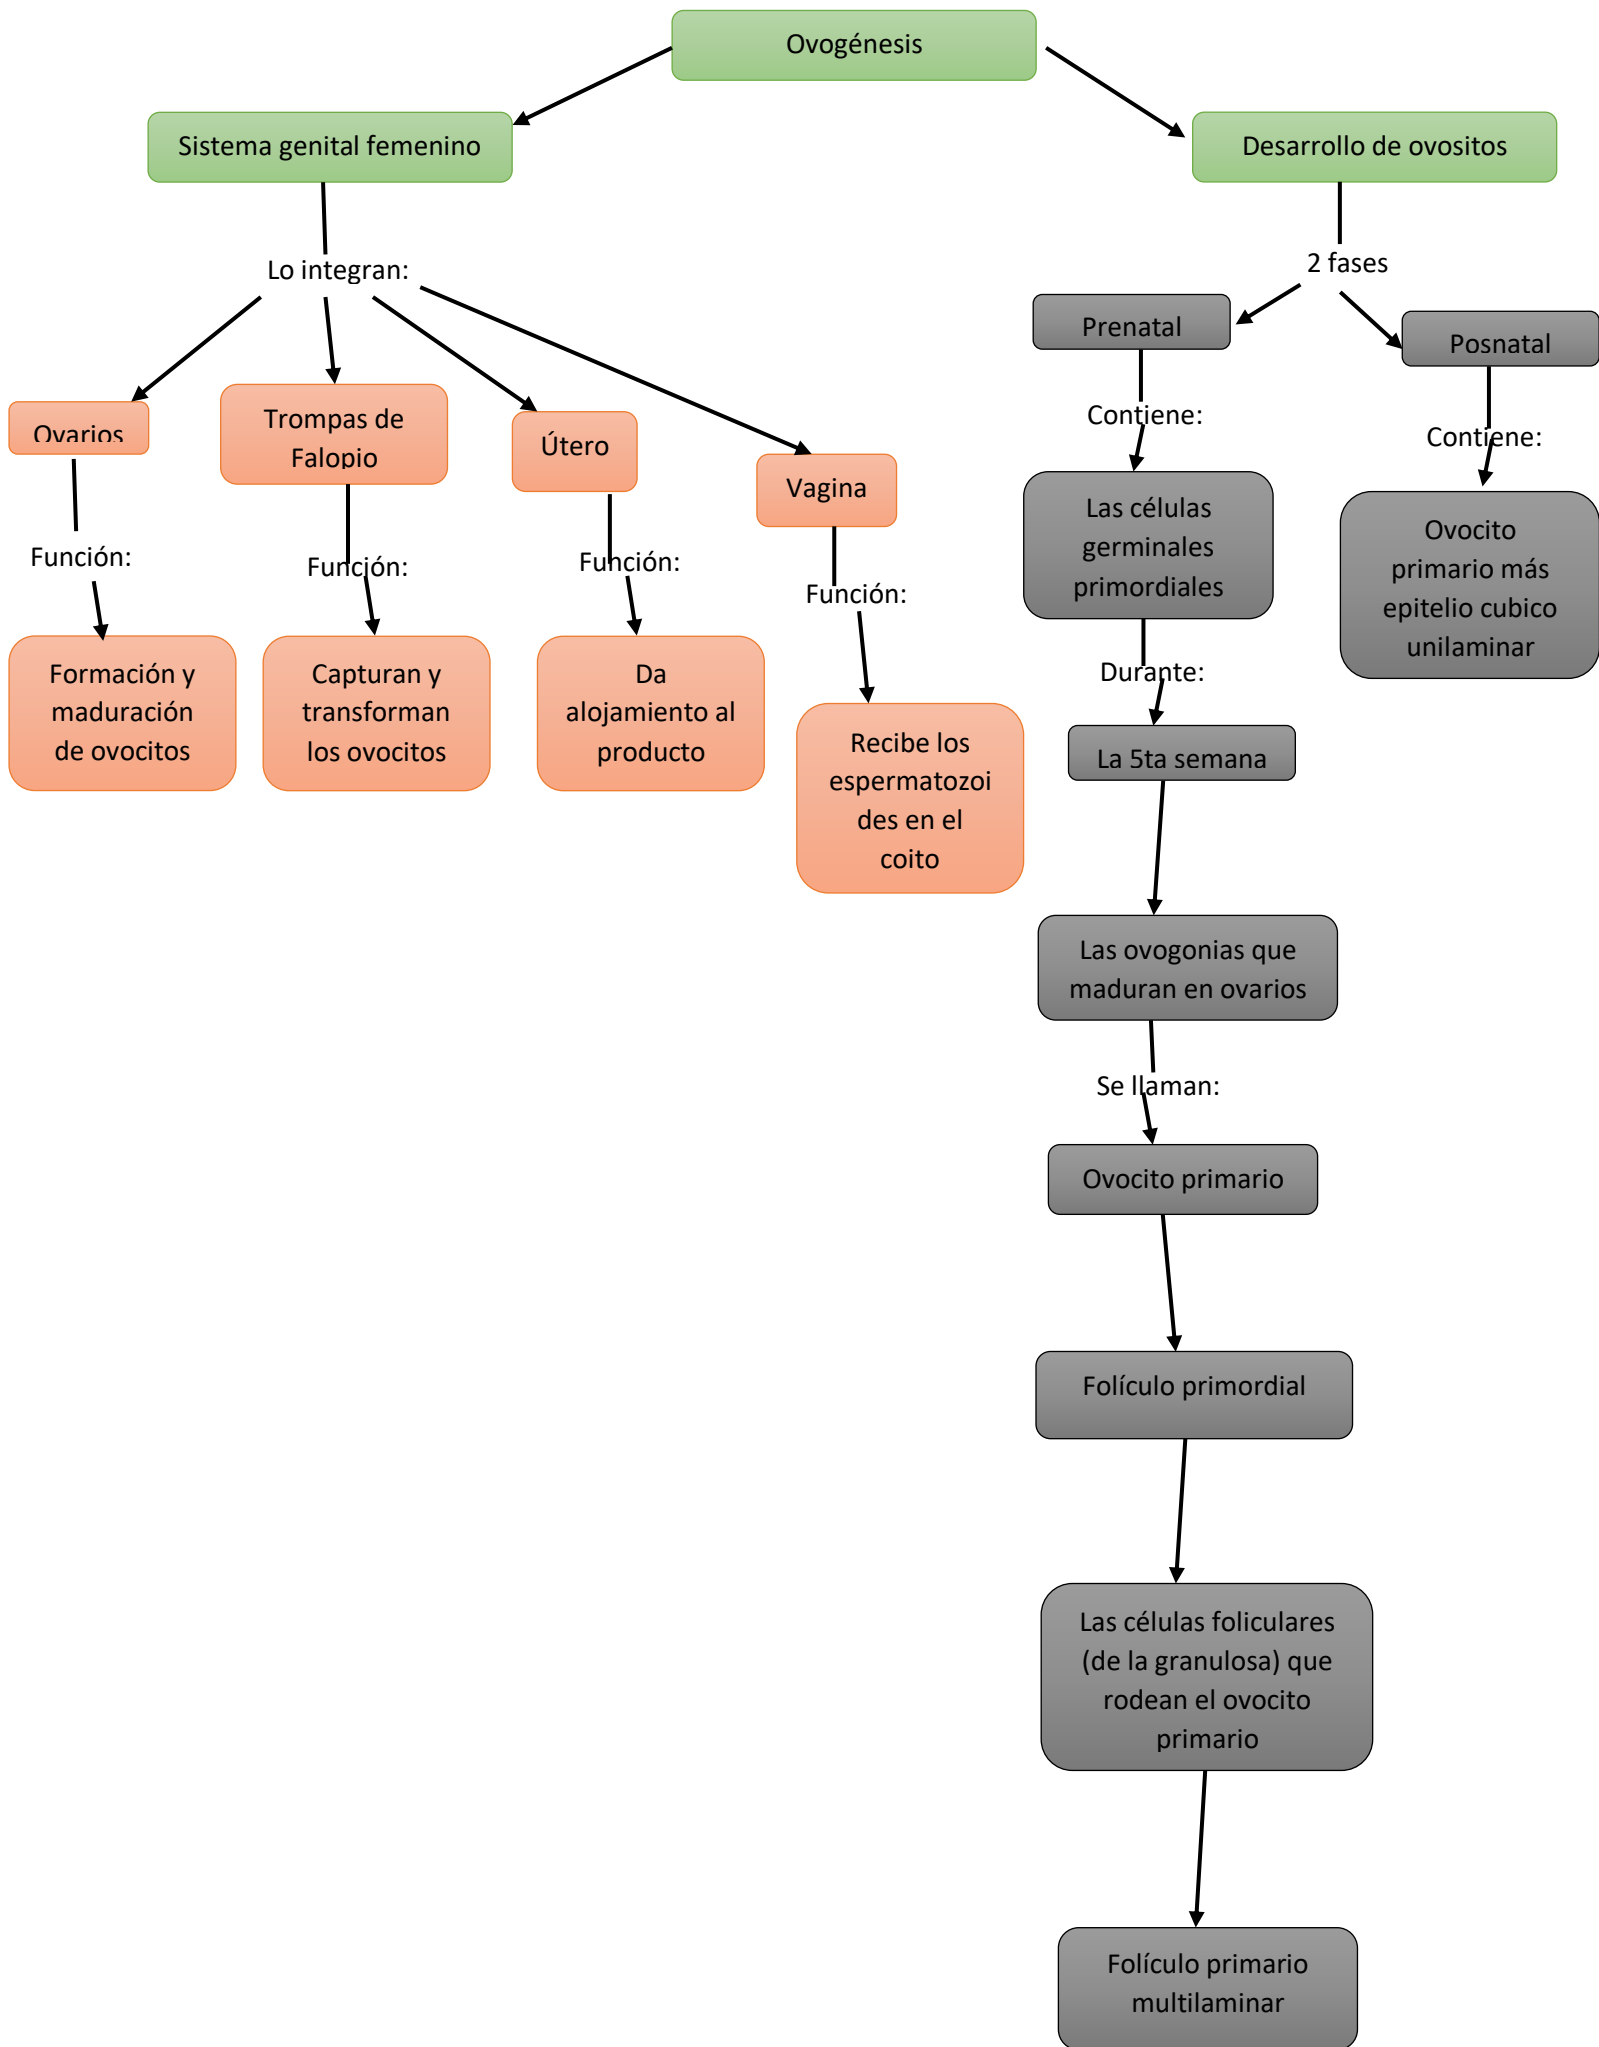 Ovogénesis
Sistema genital femenino
Desarrollo de ovositos
Lo integran:
2 fases
Prenatal
Posnatal
Ovarios
Trompas de
Falopio
Útero
Vagina
Contiene:
Contiene:
Función:
Función:
Función:
Función:
Formación y
maduración
de ovocitos
Capturan y
transforman
los ovocitos
Da
alojamiento al
producto
Recibe los
espermatozoi
des en el
coito
Las células
germinales
primordiales
Ovocito
primario más
epitelio cubico
unilaminar
Durante:
La 5ta semana
Las ovogonias que
maduran en ovarios
Se llaman:
Ovocito primario
Folículo primordial
Las células foliculares
(de la granulosa) que
rodean el ovocito
primario
Folículo primario
multilaminar